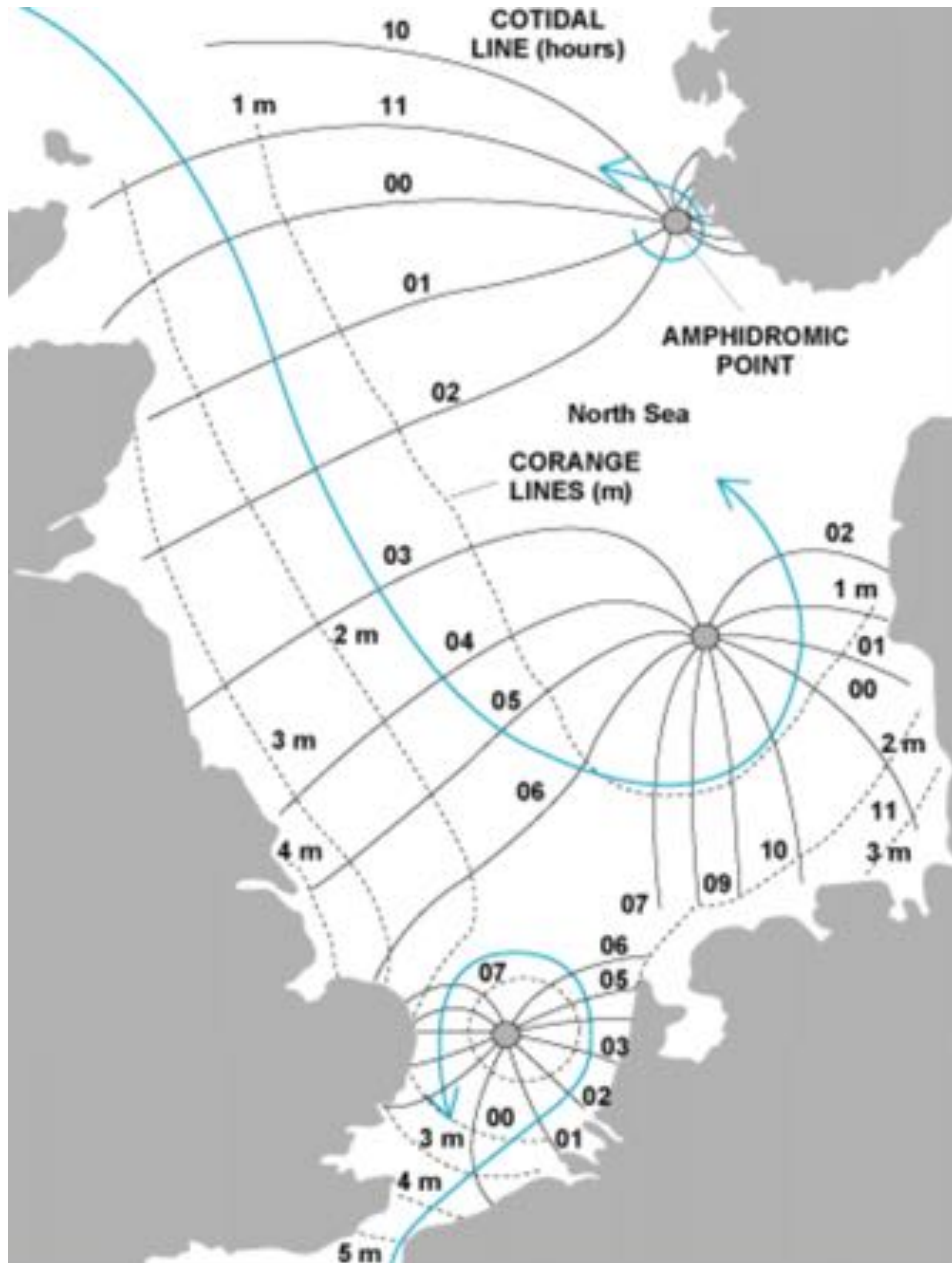 COTIDAL
LINE (hours)
10
1 m
11
00
01
AMPHIDROMIC
POINT
02
North Sea
CORANGE
LINES (m)
03
02
1 m
2 m
04
01
05
00
3 m
2 m
06
11
4 m
10
3 m
09
07
06
07
05
03
02
00
01
3 m
4 m
5 m